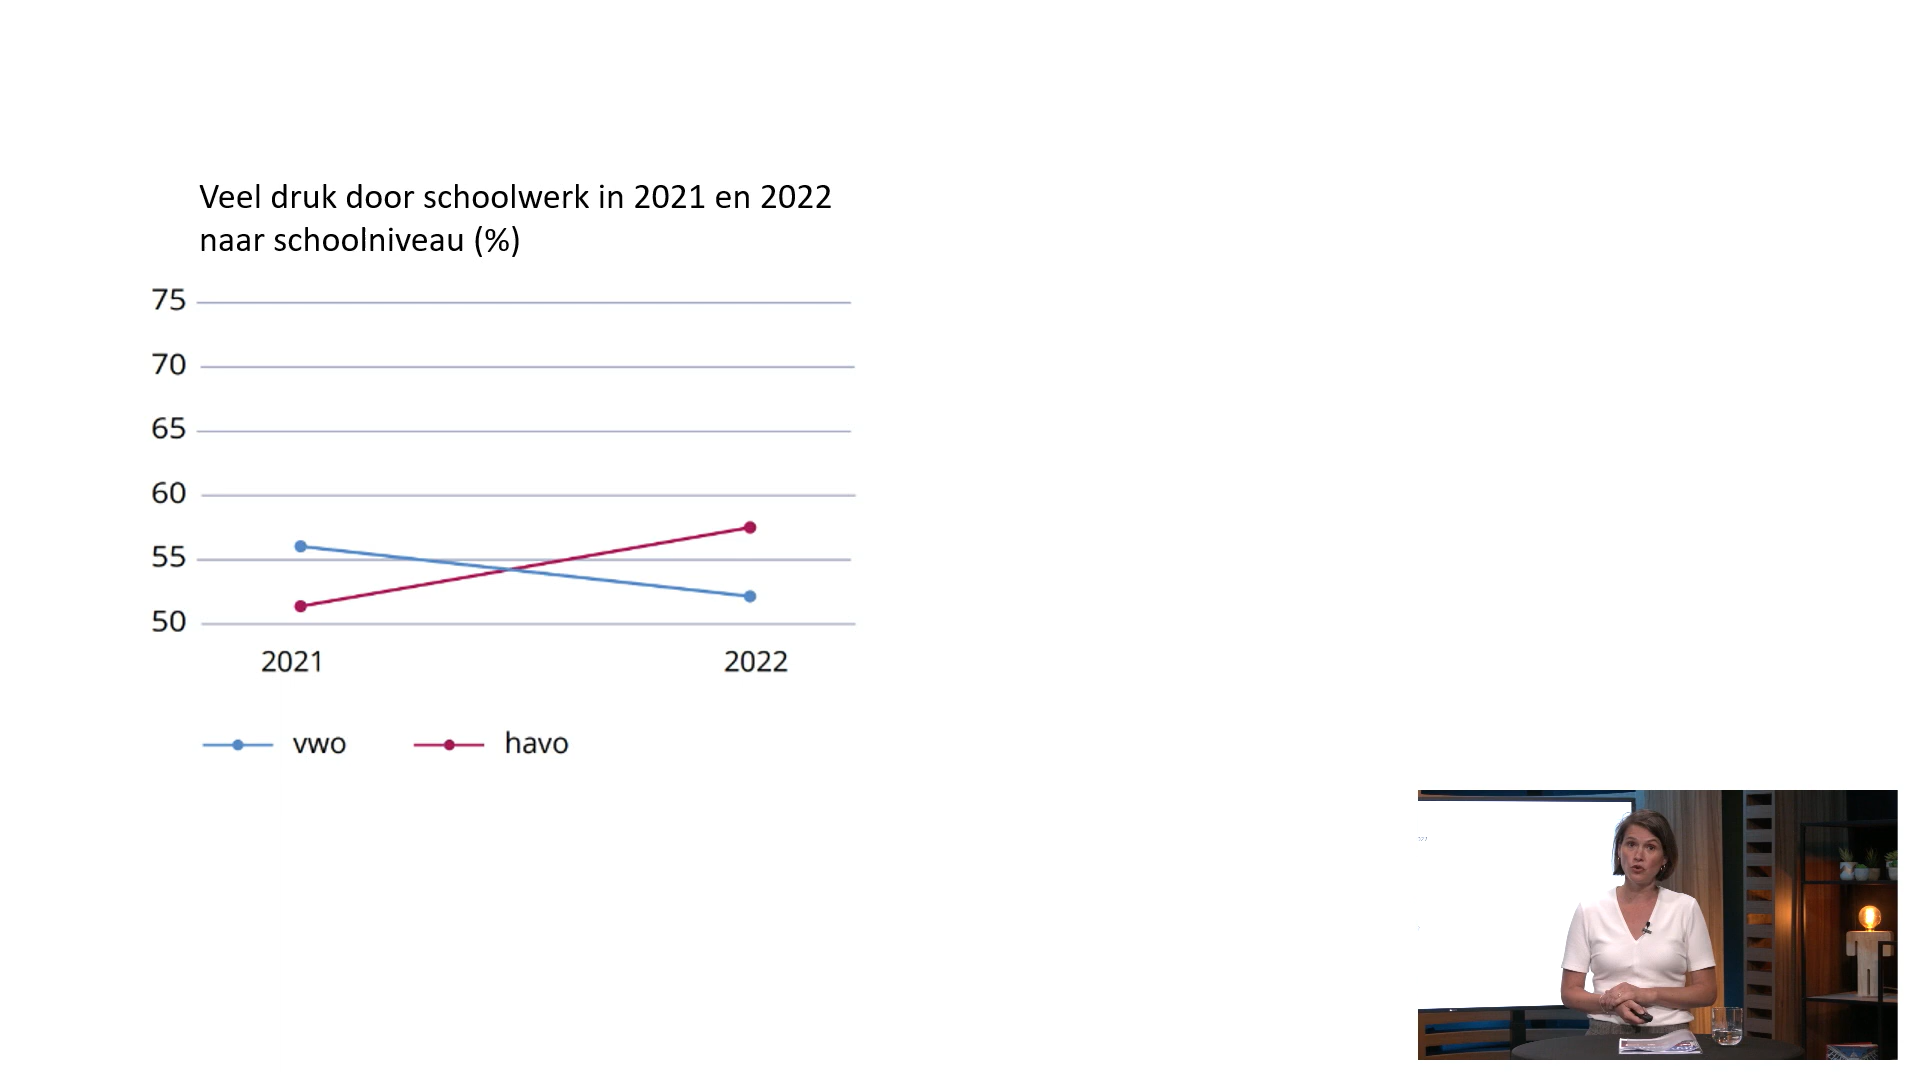 Veel druk door schoolwerk in 2021 en 2022
naar schoolniveau (%)
75
70
65
60
55
50
2021 2022
vwo havo